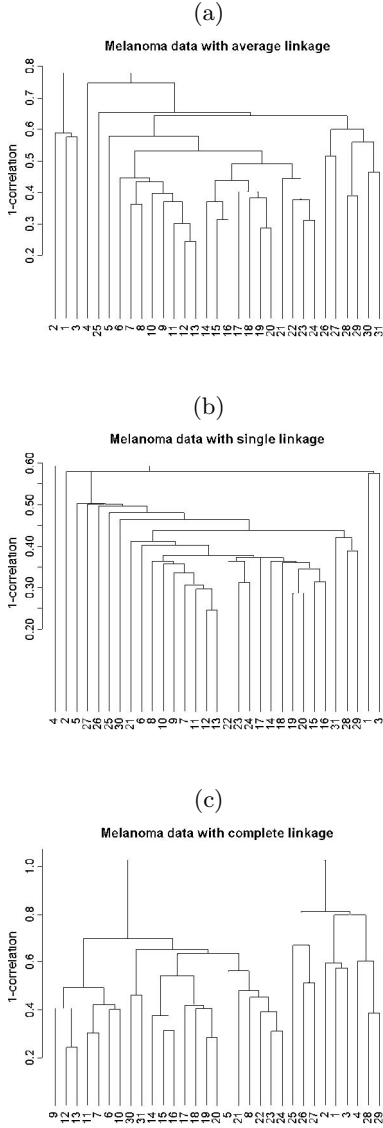 (a)
Melanoma data with average linkage
1-correlation
0.8
0.7
0.6
0.5
0.4
0.3
0.2
2 1 3 4 25 5 6 7 8 10 9 11 12 13 14 15 16 17 18 19 20 21 22 23 24 26 27 28 29 30 31
(b)
Melanoma data with single linkage
1-correlation
0.60
0.50
0.40
0.30
0.20
4 2 5 27 26 25 30 21 6 8 10 9 7 11 12 13 22 23 24 17 14 18 19 20 15 16 31 28 29 1 3
(c)
Melanoma data with complete linkage
1-correlation
1.0
0.8
0.6
0.4
0.2
9 12 13 11 7 6 10 30 31 14 15 16 17 18 19 20 5 21 8 22 23 24 25 26 27 2 1 3 4 28 29